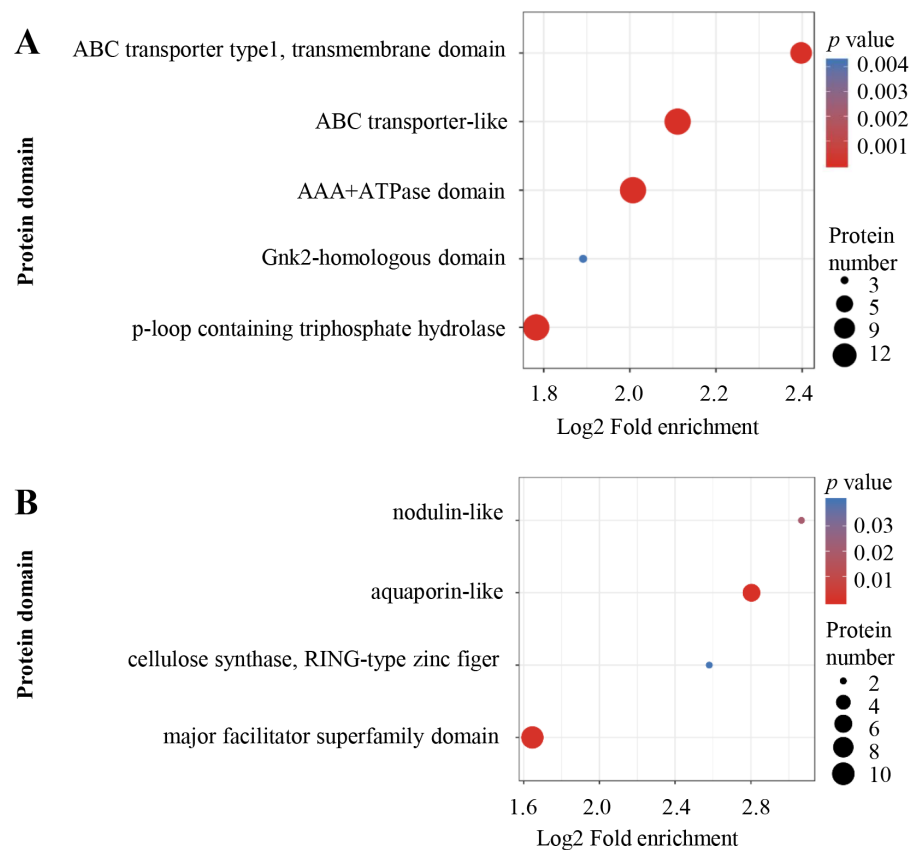 A
Protein domain
ABC transporter type1, transmembrane domain
ABC transporter-like
AAA+ATPase domain
Gnk2-homologous domain
p-loop containing triphosphate hydrolase
1.8 2.0 2.2 2.4
Log2 Fold enrichment
p value
0.004
0.003
0.002
0.001
Protein
number
3
5
9
12
B
Protein domain
nodulin-like
aquaporin-like
cellulose synthase, RING-type zinc figer
major facilitator superfamily domain
1.6 2.0 2.4 2.8
Log2 Fold enrichment
p value
0.03
0.02
0.01
Protein
number
2
4
6
8
10